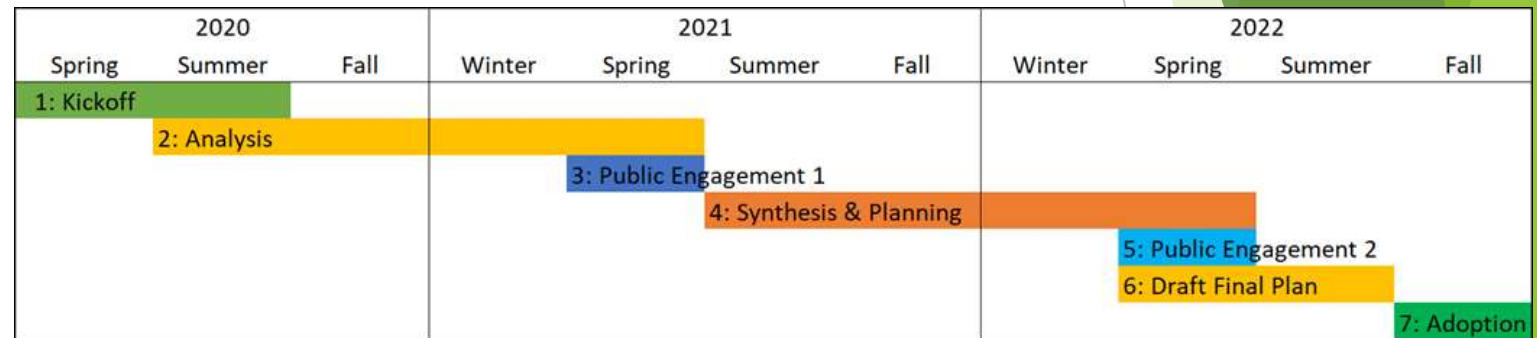 2020 2021 2022
Spring Summer Fall Winter Spring Summer Fall Winter Spring Summer Fall
1: Kickoff
2: Analysis
3: Public Engagement 1
4: Synthesis & Planning
5: Public Engagement 2
6: Draft Final Plan
7: Adoption